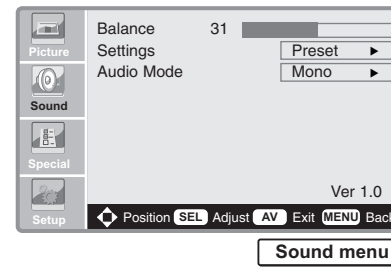 Balance 31
Settings Preset
Audio Mode Mono
Picture
Sound
Special
Setup
Ver 1.0
Position SEL Adjust AV Exit MENU Back
Sound menu